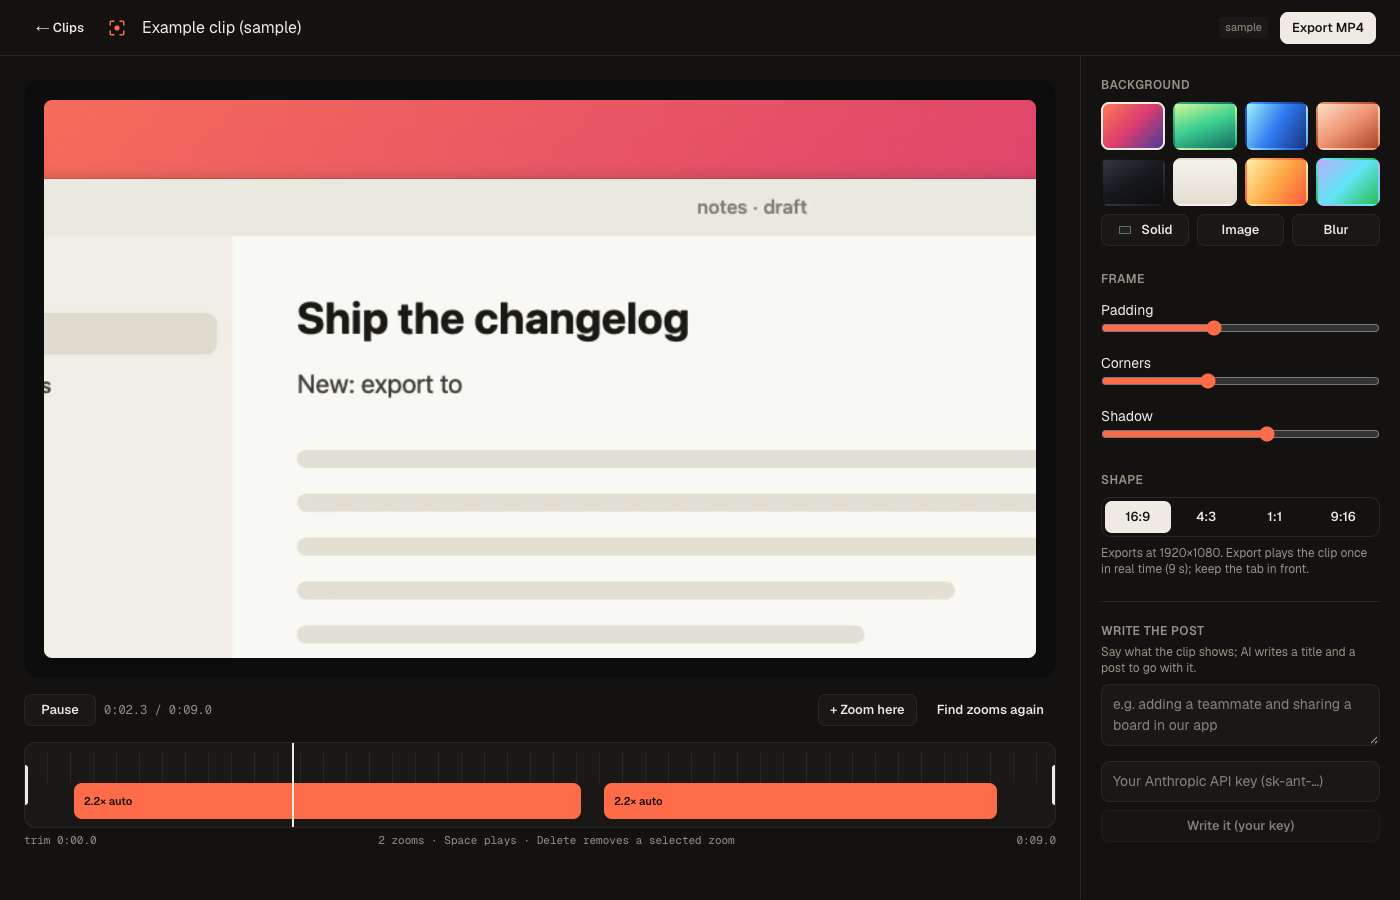 ← Clips
Example clip (sample)
sample
Export MP4
notes · draft
Ship the changelog
New: export to
s
Pause
0:02.3 / 0:09.0
+ Zoom here
Find zooms again
2.2× auto
2.2× auto
trim 0:00.0
2 zooms · Space plays · Delete removes a selected zoom
0:09.0
BACKGROUND
Solid
Image
Blur
FRAME
Padding
Corners
Shadow
SHAPE
16:9
4:3
1:1
9:16
Exports at 1920×1080. Export plays the clip once
in real time (9 s); keep the tab in front.
WRITE THE POST
Say what the clip shows; AI writes a title and a
post to go with it.
e.g. adding a teammate and sharing a
board in our app
Your Anthropic API key (sk-ant-…)
Write it (your key)